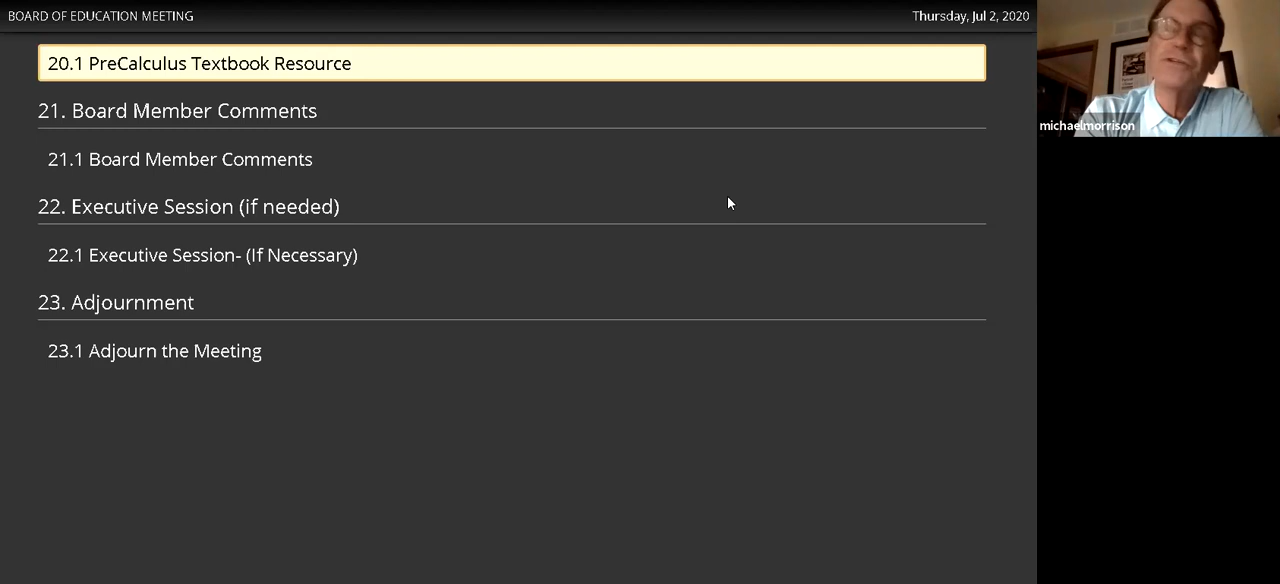 BOARD OF EDUCATION MEETING
Thursday, Jul 2, 2020
20.1 PreCalculus Textbook Resource
21. Board Member Comments
21.1 Board Member Comments
22. Executive Session (if needed)
22.1 Executive Session- (If Necessary)
23. Adjournment
23.1 Adjourn the Meeting
michaelmorrison